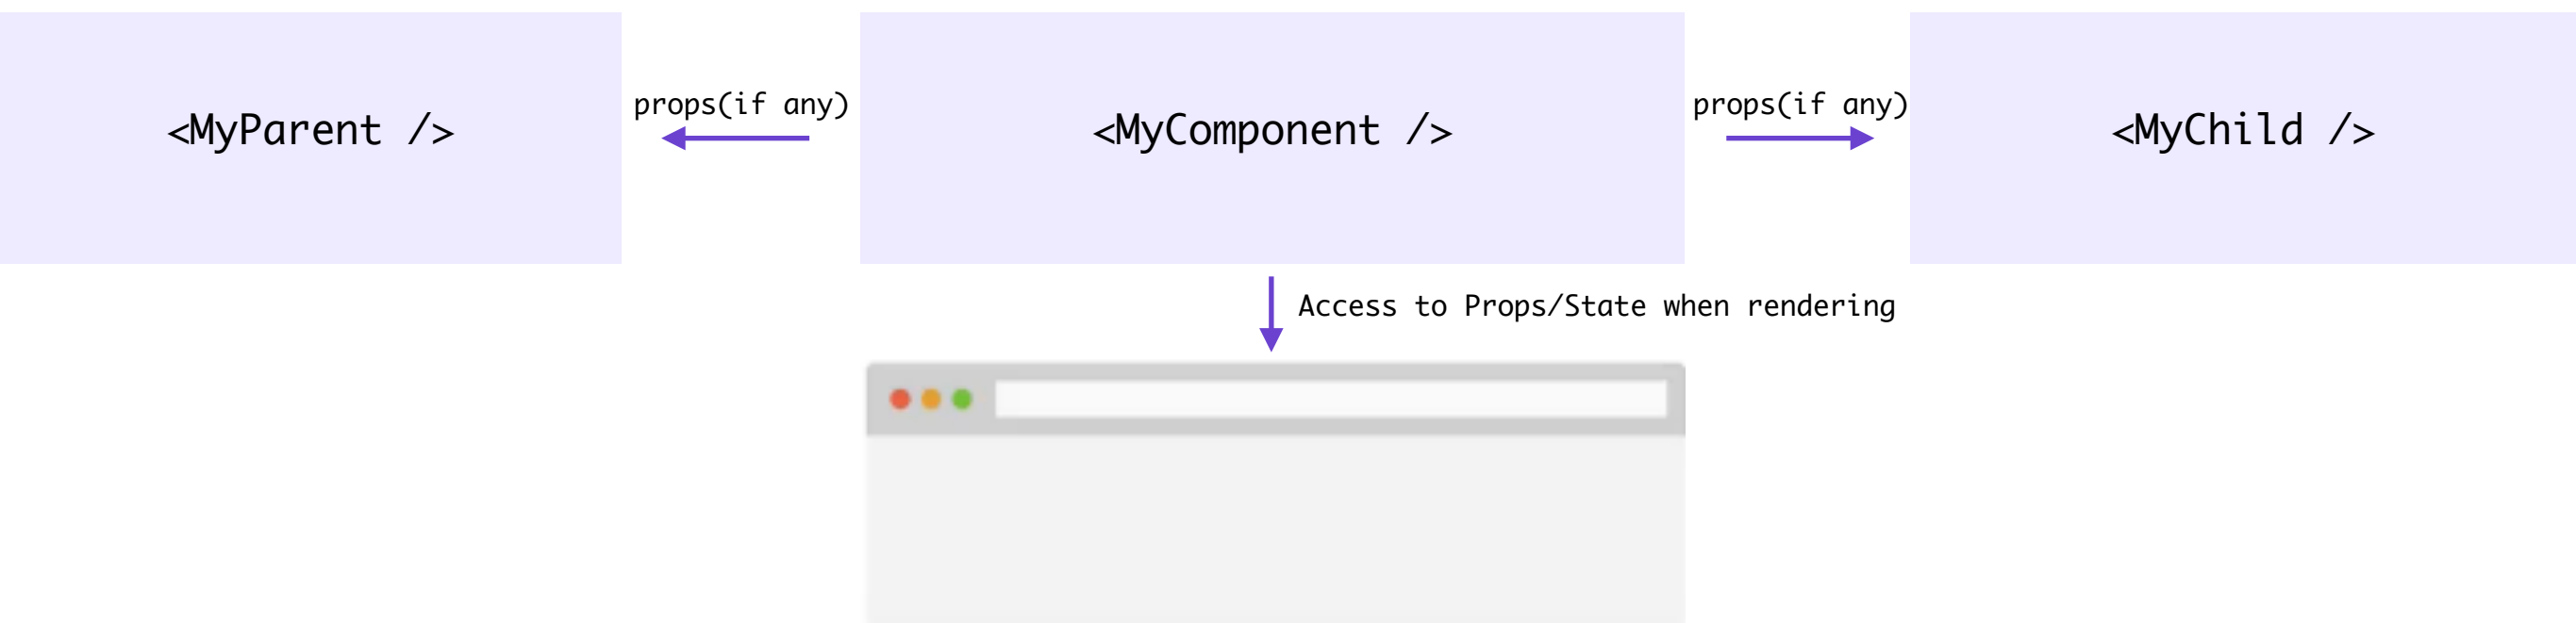 <MyParent />
props(if any)
<MyComponent />
props(if any)
<MyChild />
Access to Props/State when rendering